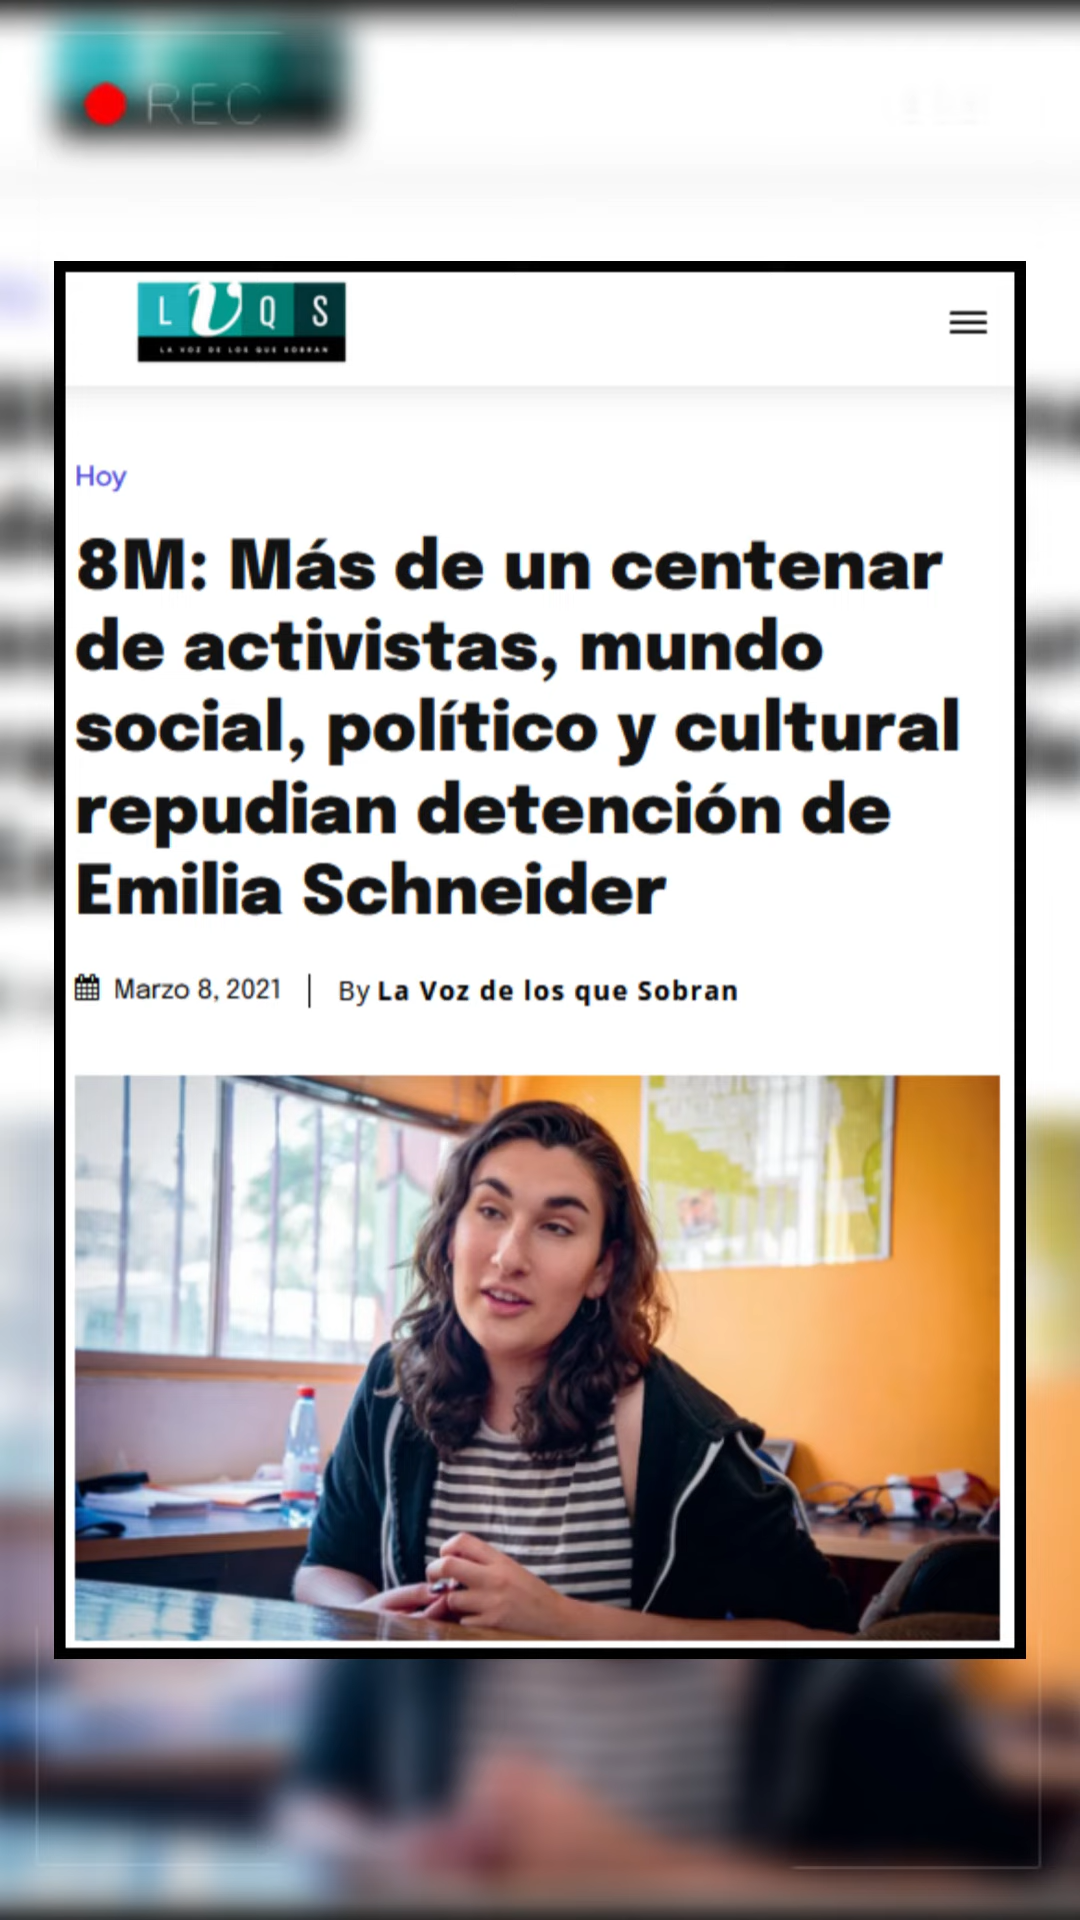 REC
L V Q S
LA VOZ DE LOS QUE SOBRAN
Hoy
8M: Más de un centenar
de activistas, mundo
social, político y cultural
repudian detención de
Emilia Schneider
Marzo 8, 2021 | By La Voz de los que Sobran